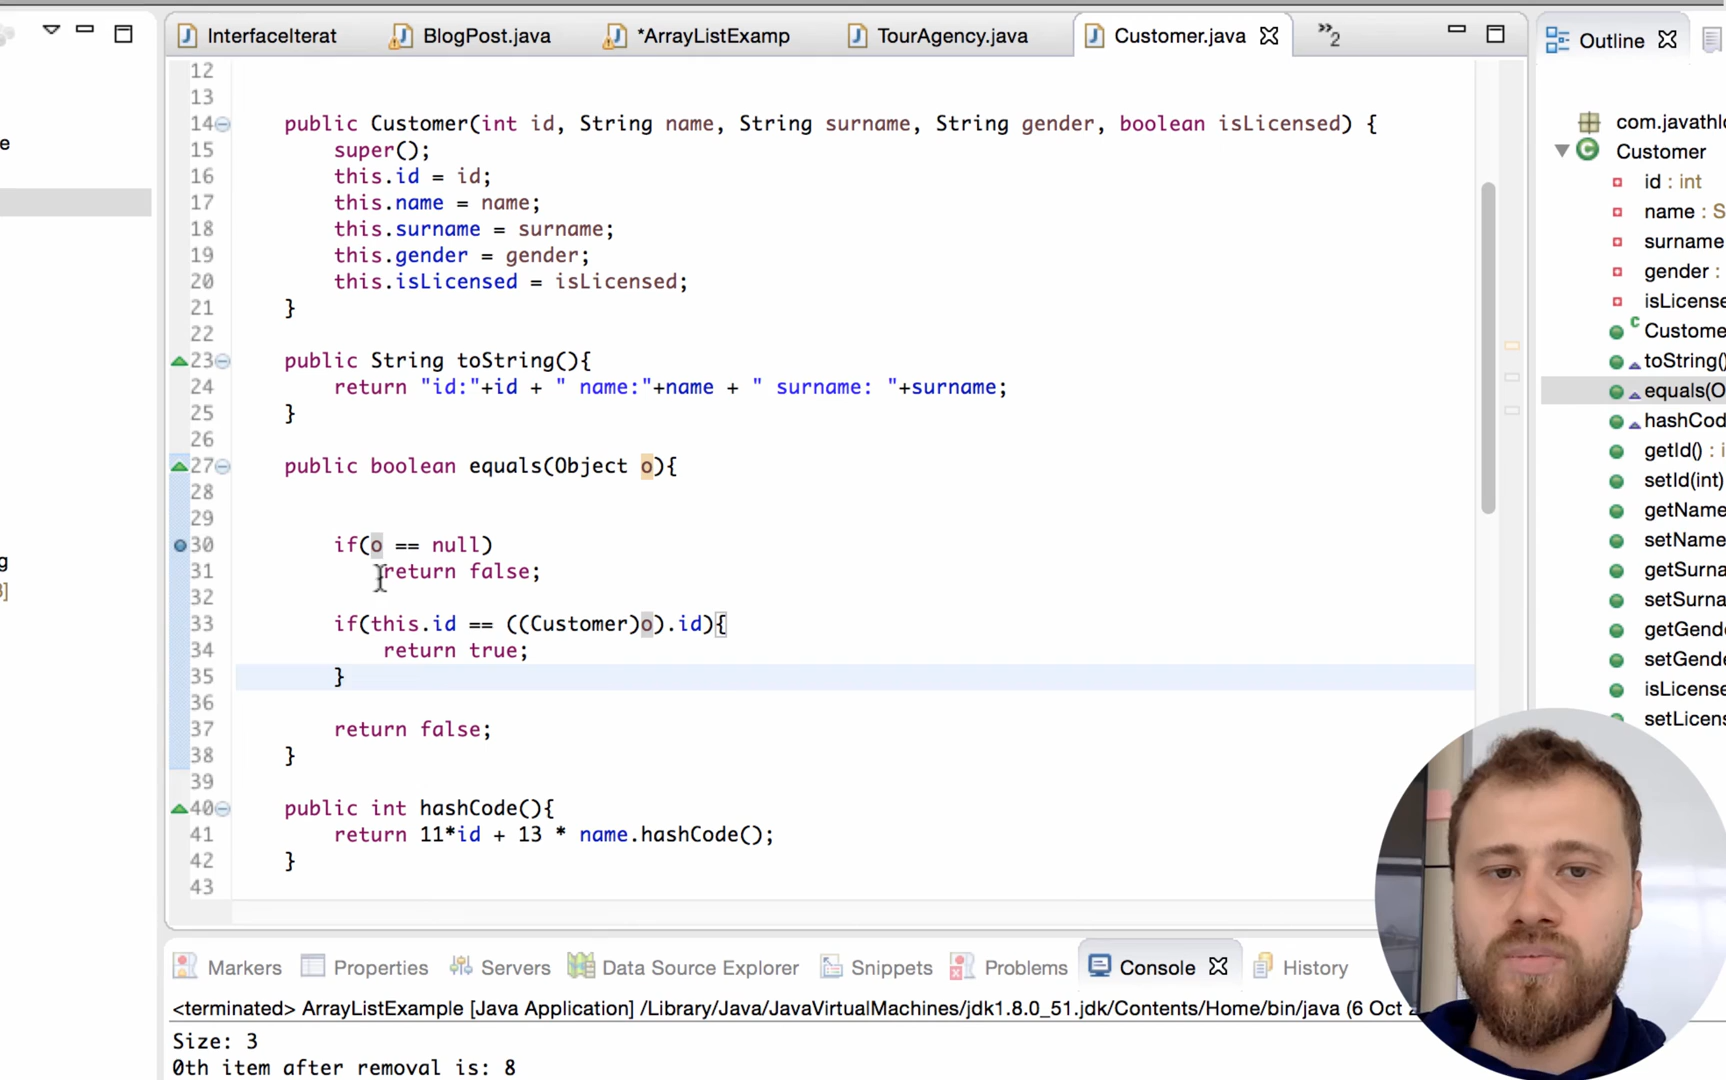 InterfaceIterat BlogPost.java *ArrayListExamp TourAgency.java Customer.java »2 Outline
12
13
14 public Customer(int id, String name, String surname, String gender, boolean isLicensed) {
15 super();
16 this.id = id;
17 this.name = name;
18 this.surname = surname;
19 this.gender = gender;
20 this.isLicensed = isLicensed;
21 }
22
23 public String toString(){
24 return "id:"+id + " name:"+name + " surname: "+surname;
25 }
26
27 public boolean equals(Object o){
28
29
30 if(o == null)
31 return false;
32
33 if(this.id == ((Customer)o).id){
34 return true;
35 }
36
37 return false;
38 }
39
40 public int hashCode(){
41 return 11*id + 13 * name.hashCode();
42 }
43
com.javathl
Customer
id : int
name : S
surname
gender :
isLicense
Custome
toString()
equals(O
hashCod
getId() : i
setId(int)
getName
setName
getSurna
setSurna
getGende
setGende
isLicense
setLicens
e
g
3]
Markers Properties Servers Data Source Explorer Snippets Problems Console History
<terminated> ArrayListExample [Java Application] /Library/Java/JavaVirtualMachines/jdk1.8.0_51.jdk/Contents/Home/bin/java (6 Oct
Size: 3
0th item after removal is: 8